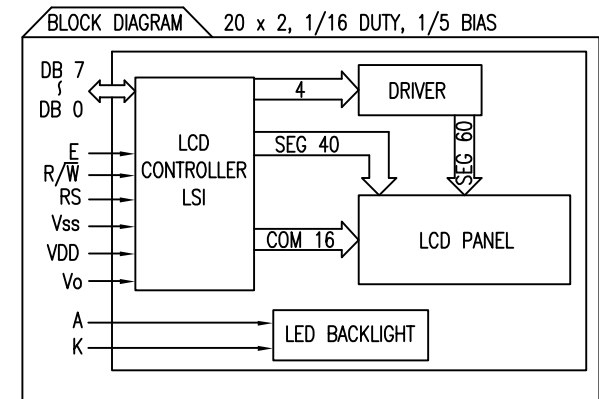 BLOCK DIAGRAM
20 x 2, 1/16 DUTY, 1/5 BIAS
DB 7
~
DB 0
E
R/W̅
RS
Vss
VDD
Vo
A
K
LCD
CONTROLLER
LSI
4
SEG 40
COM 16
DRIVER
SEG 60
LCD PANEL
LED BACKLIGHT